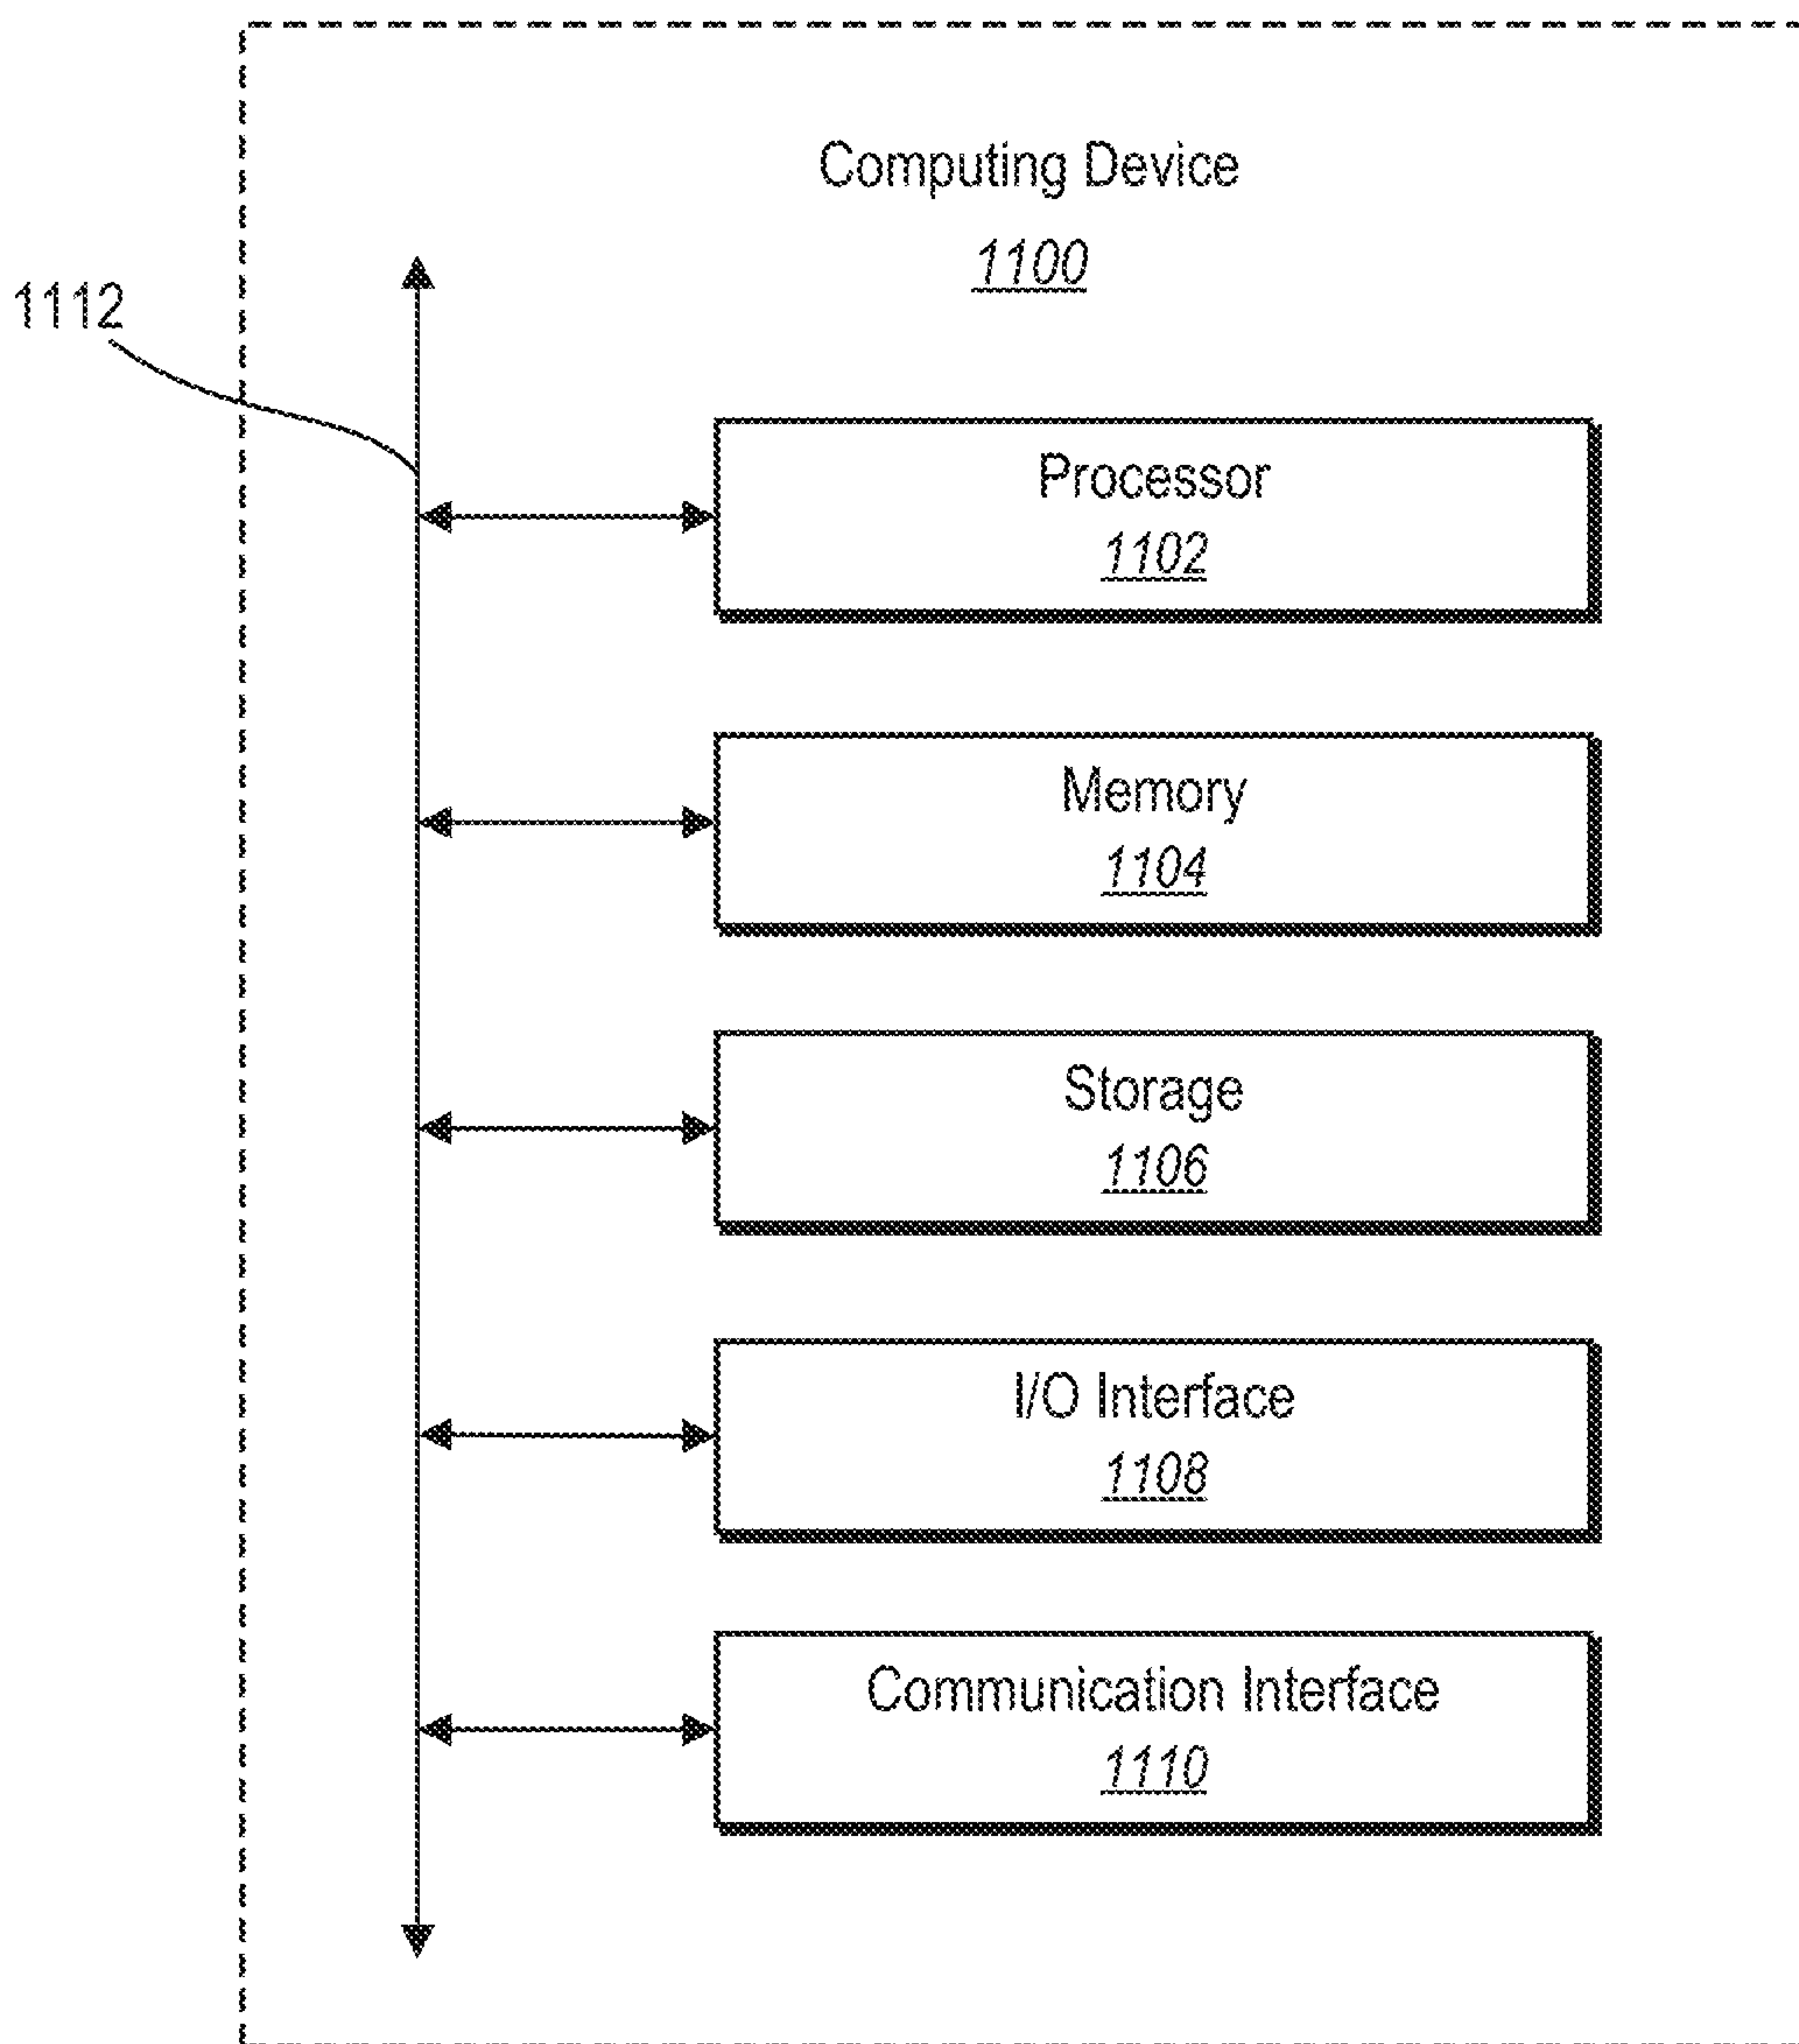 Computing Device
1100
1112
Processor
1102
Memory
1104
Storage
1106
I/O Interface
1108
Communication Interface
1110